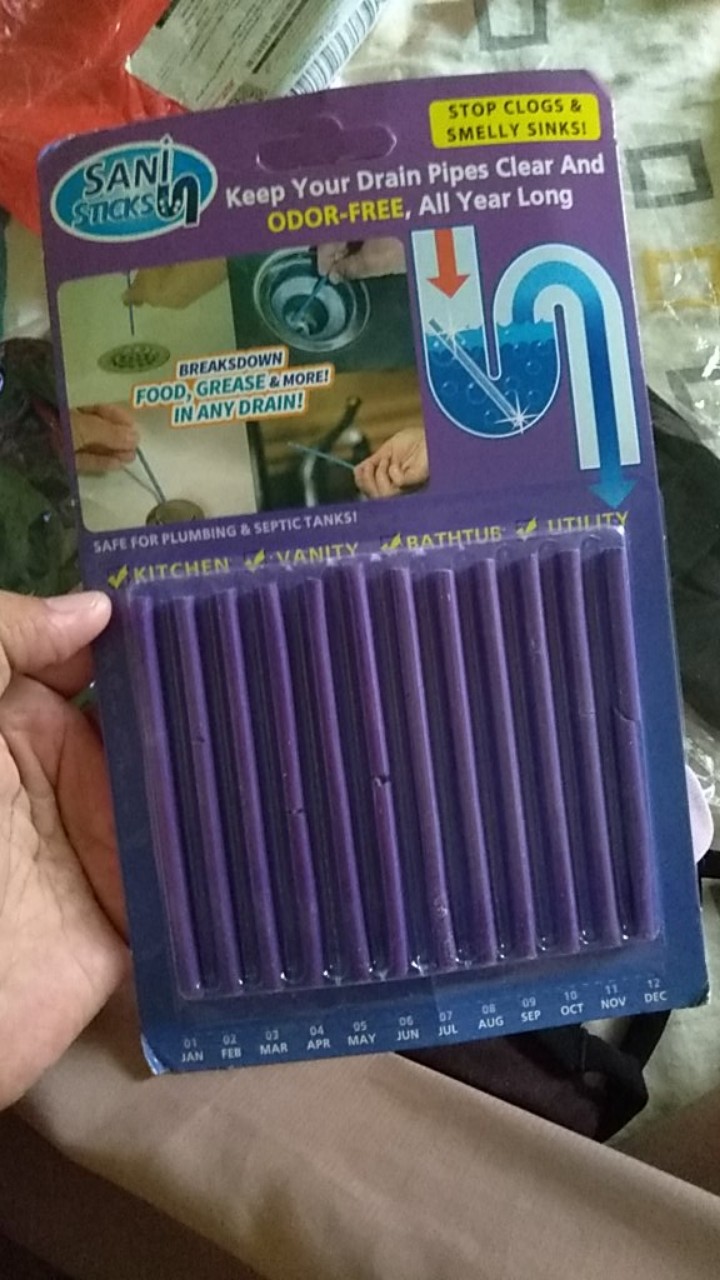 STOP CLOGS &
SMELLY SINKS!
SANI
STICKS
Keep Your Drain Pipes Clear And
ODOR-FREE, All Year Long
BREAKSDOWN
FOOD, GREASE & MORE!
IN ANY DRAIN!
SAFE FOR PLUMBING & SEPTIC TANKS!
✓ KITCHEN ✓ VANITY ✓ BATHTUB ✓ UTILITY
01 02 03 04 05 06 07 08 09 10 11 12
JAN FEB MAR APR MAY JUN JUL AUG SEP OCT NOV DEC